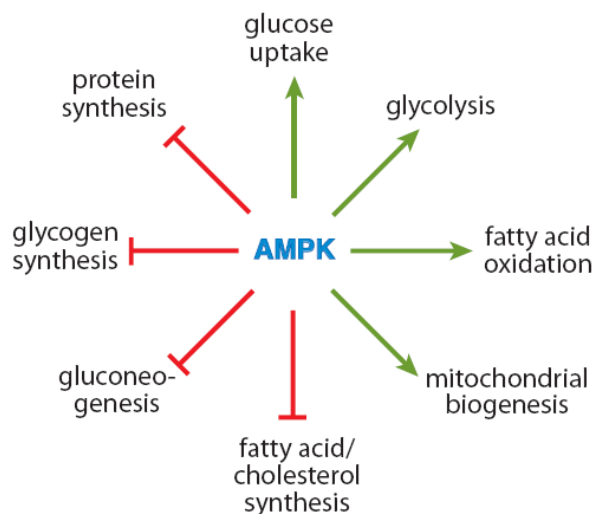 glucose
uptake
protein
synthesis
glycolysis
glycogen
synthesis
AMPK
fatty acid
oxidation
gluconeo-
genesis
mitochondrial
biogenesis
fatty acid/
cholesterol
synthesis